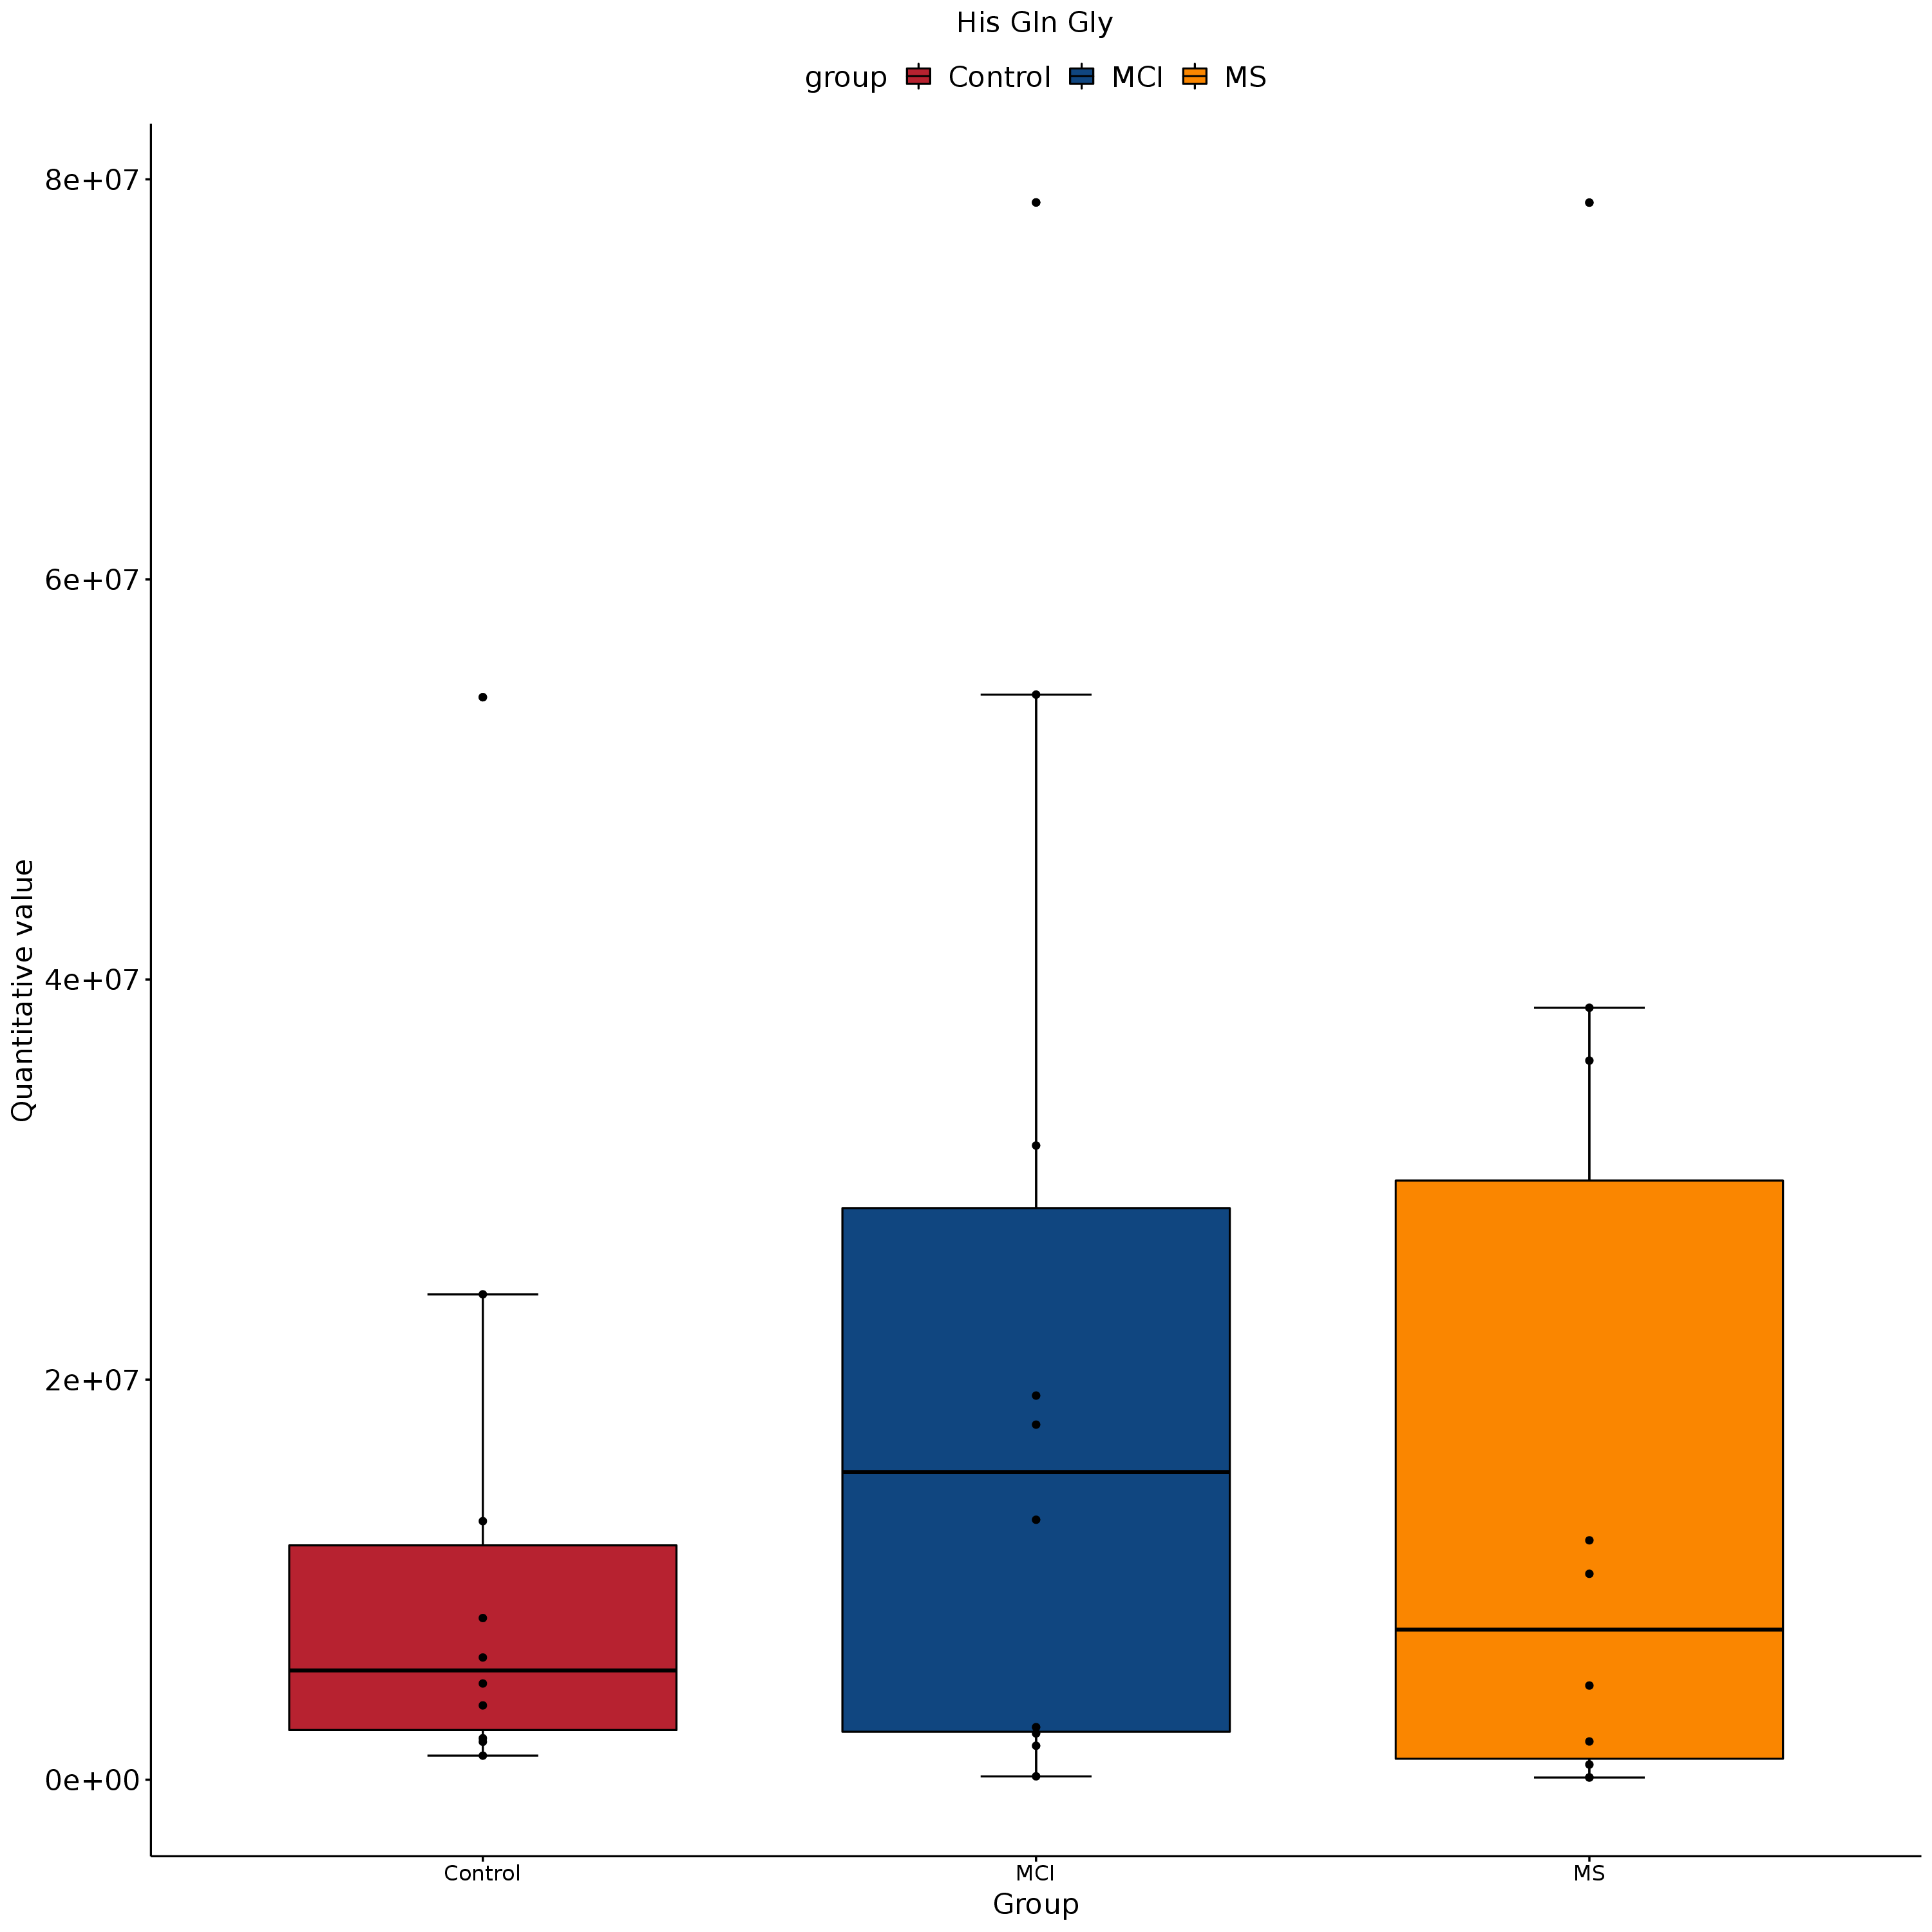 His Gln Gly
group Control MCI MS
8e+07
6e+07
4e+07
2e+07
0e+00
Quantitative value
Control MCI MS
Group